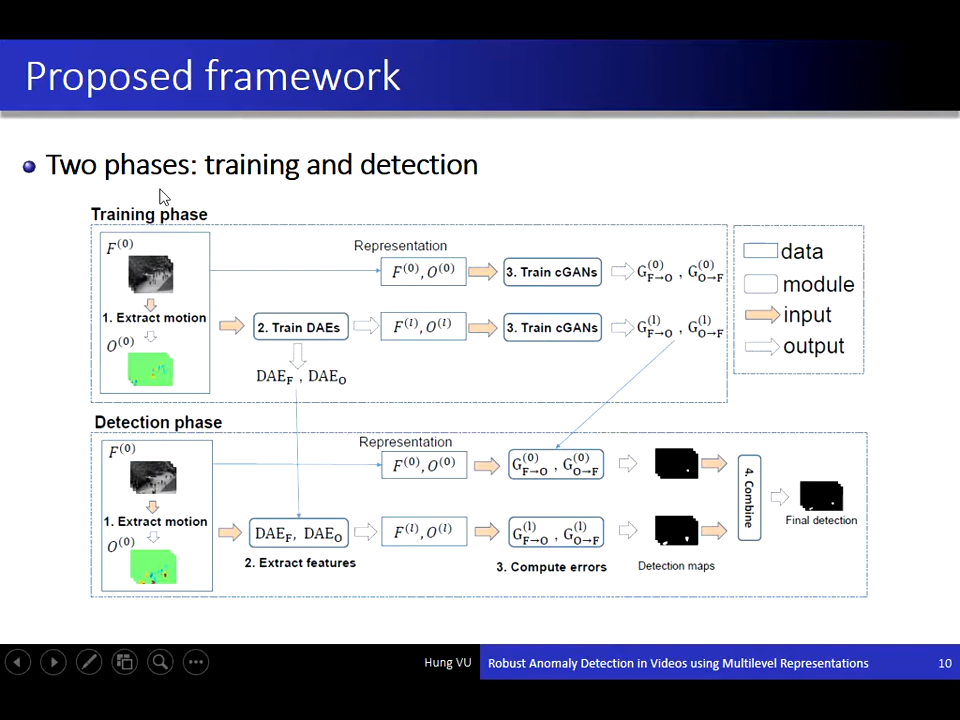 Proposed framework
Two phases: training and detection
Training phase
F⁽⁰⁾
1. Extract motion
O⁽⁰⁾
2. Train DAEs
DAE_F , DAE_O
Representation
F⁽⁰⁾, O⁽⁰⁾
3. Train cGANs
G⁽⁰⁾_F→O , G⁽⁰⁾_O→F
F⁽ˡ⁾, O⁽ˡ⁾
3. Train cGANs
G⁽ˡ⁾_F→O , G⁽ˡ⁾_O→F
data
module
input
output
Detection phase
F⁽⁰⁾
1. Extract motion
O⁽⁰⁾
DAE_F, DAE_O
2. Extract features
Representation
F⁽⁰⁾, O⁽⁰⁾
G⁽⁰⁾_F→O , G⁽⁰⁾_O→F
F⁽ˡ⁾, O⁽ˡ⁾
G⁽ˡ⁾_F→O , G⁽ˡ⁾_O→F
3. Compute errors
Detection maps
4. Combine
Final detection
Hung VU
Robust Anomaly Detection in Videos using Multilevel Representations
10